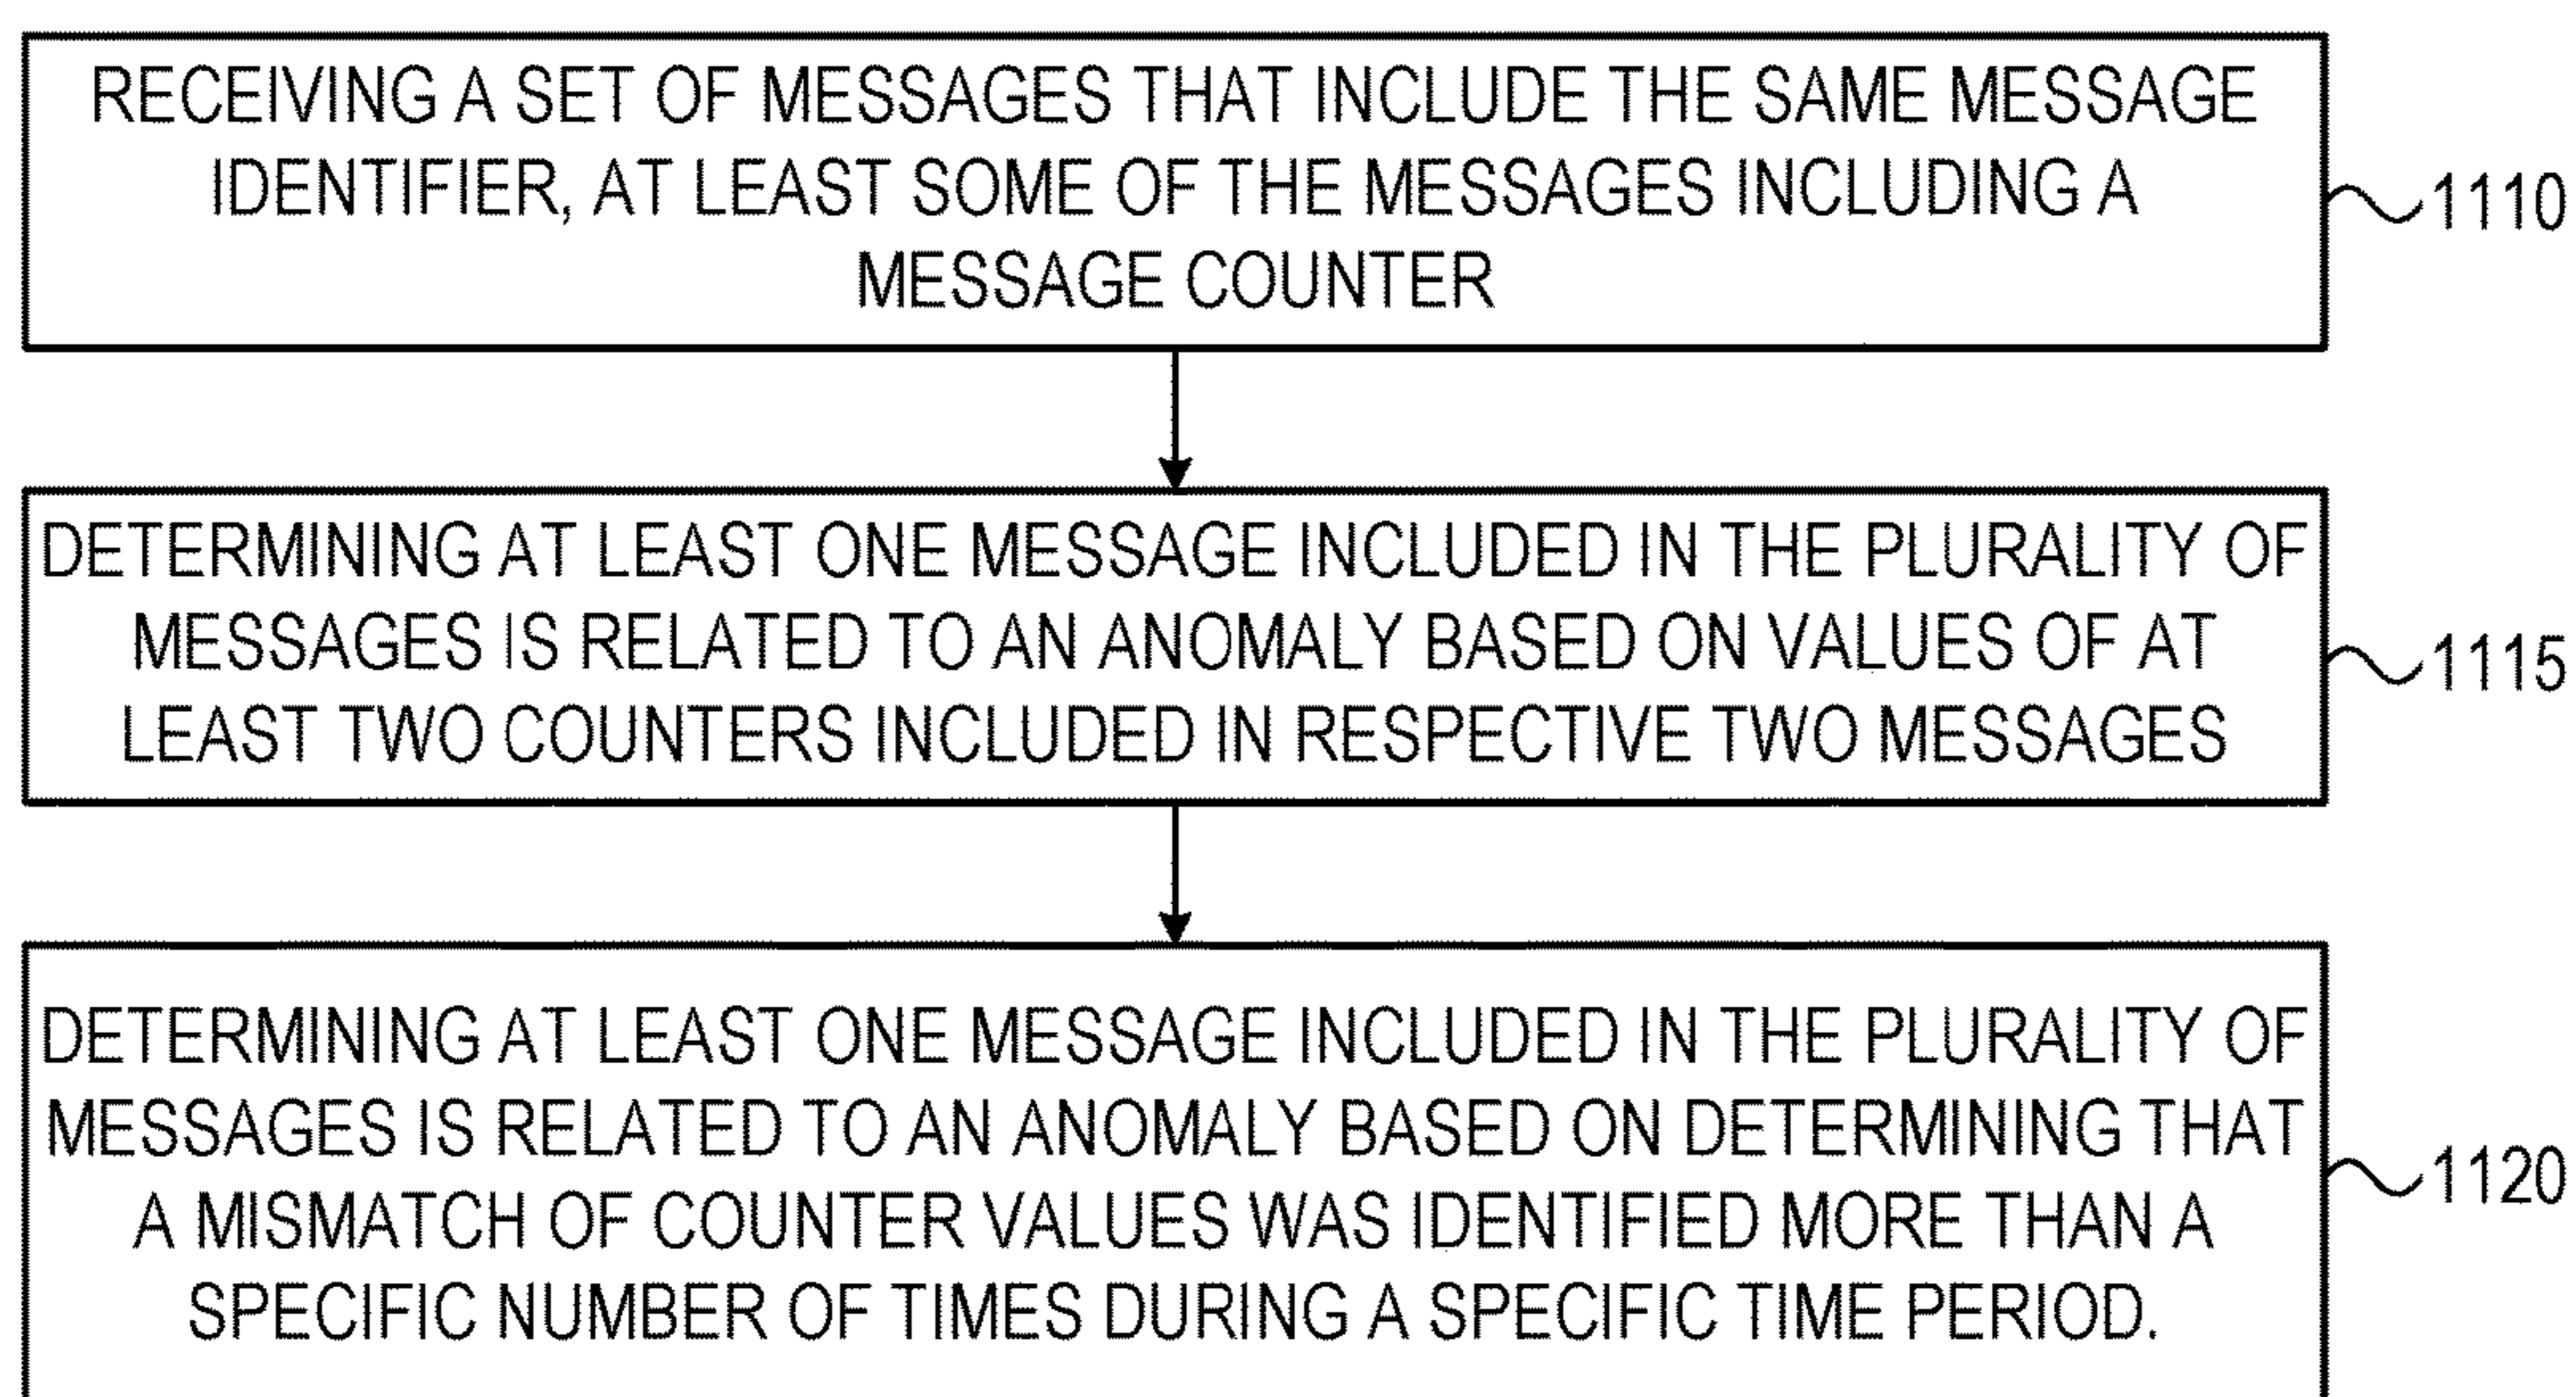 RECEIVING A SET OF MESSAGES THAT INCLUDE THE SAME MESSAGE
IDENTIFIER, AT LEAST SOME OF THE MESSAGES INCLUDING A
MESSAGE COUNTER
1110
DETERMINING AT LEAST ONE MESSAGE INCLUDED IN THE PLURALITY OF
MESSAGES IS RELATED TO AN ANOMALY BASED ON VALUES OF AT
LEAST TWO COUNTERS INCLUDED IN RESPECTIVE TWO MESSAGES
1115
DETERMINING AT LEAST ONE MESSAGE INCLUDED IN THE PLURALITY OF
MESSAGES IS RELATED TO AN ANOMALY BASED ON DETERMINING THAT
A MISMATCH OF COUNTER VALUES WAS IDENTIFIED MORE THAN A
SPECIFIC NUMBER OF TIMES DURING A SPECIFIC TIME PERIOD.
1120